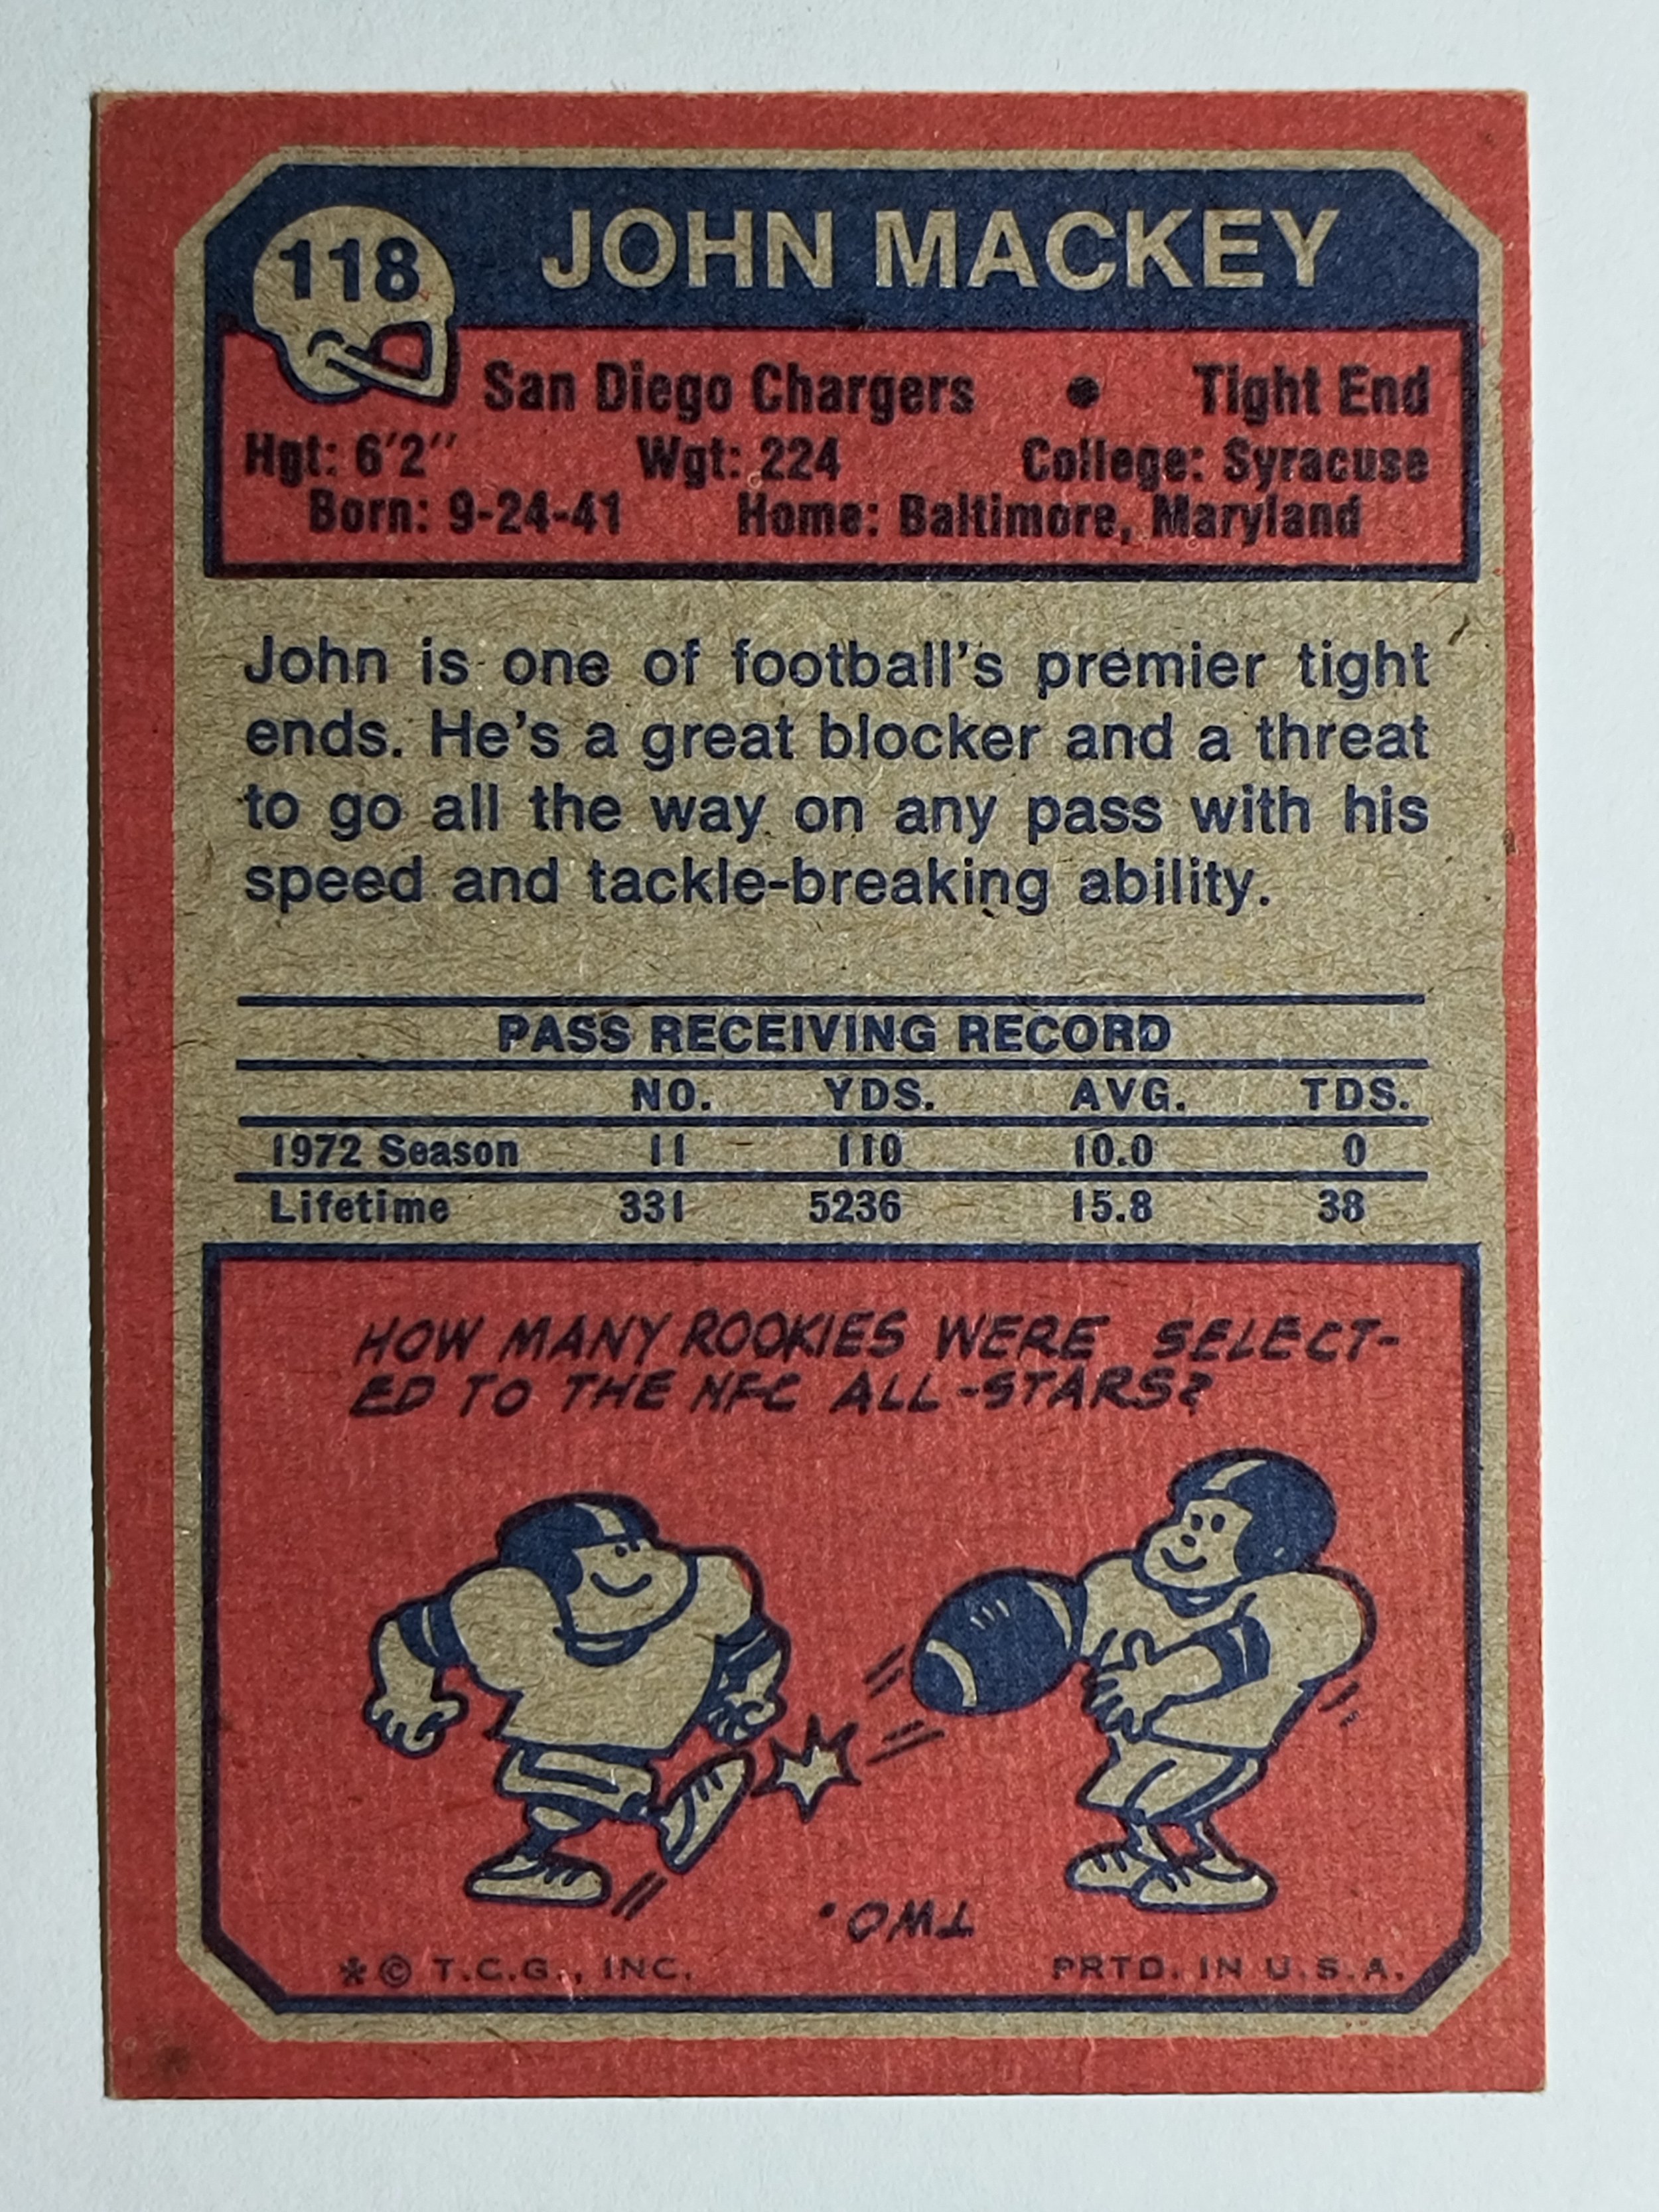 118 JOHN MACKEY
San Diego Chargers • Tight End
Hgt: 6'2" Wgt: 224 College: Syracuse
Born: 9-24-41 Home: Baltimore, Maryland
John is one of football's premier tight
ends. He's a great blocker and a threat
to go all the way on any pass with his
speed and tackle-breaking ability.
PASS RECEIVING RECORD
NO. YDS. AVG. TDS.
1972 Season 11 110 10.0 0
Lifetime 331 5236 15.8 38
HOW MANY ROOKIES WERE SELECT-
ED TO THE NFC ALL-STARS?
TWO.
*© T.C.G., INC. PRTD. IN U.S.A.